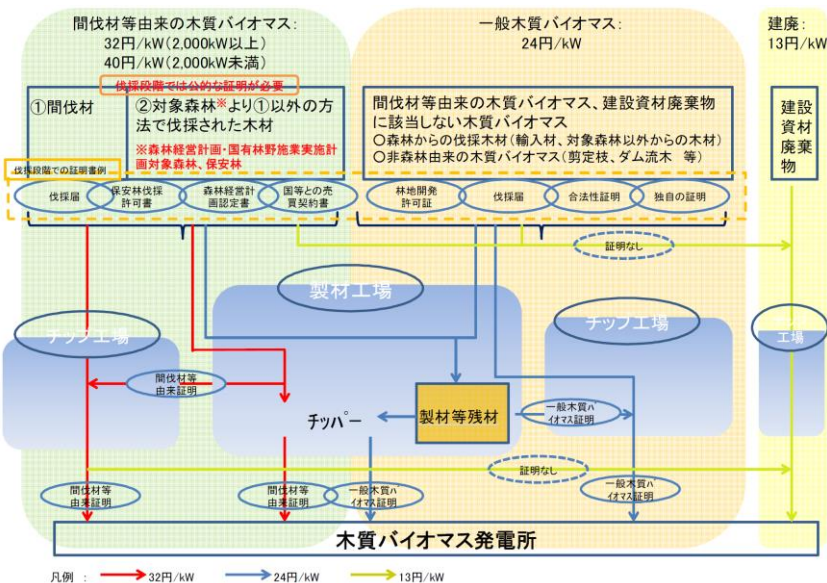 間伐材等由来の木質バイオマス:
32円/kW(2,000kW以上)
40円/kW(2,000kW未満)
一般木質バイオマス:
24円/kW
建廃:
13円/kW
伐採段階では公的な証明が必要
①間伐材
②対象森林※より①以外の方
法で伐採された木材
※森林経営計画・国有林野施業実施計
画対象森林、保安林
間伐材等由来の木質バイオマス、建設資材廃棄物
に該当しない木質バイオマス
○森林からの伐採木材(輸入材、対象森林以外からの木材)
○非森林由来の木質バイオマス(剪定枝、ダム流木 等)
建設
資材
廃棄
物
伐採段階での証明書例
伐採届
保安林伐採
許可書
森林経営計
画認定書
国等との売
買契約書
林地開発
許可証
伐採届
合法性証明
独自の証明
証明なし
製材工場
チップ工場
チップ工場
工場
間伐材等
由来証明
チッパー
製材等残材
一般木質バ
イオマス証明
証明なし
間伐材等
由来証明
間伐材等
由来証明
一般木質バ
イオマス証明
一般木質バ
イオマス証明
木質バイオマス発電所
凡例 : 32円/kW 24円/kW 13円/kW